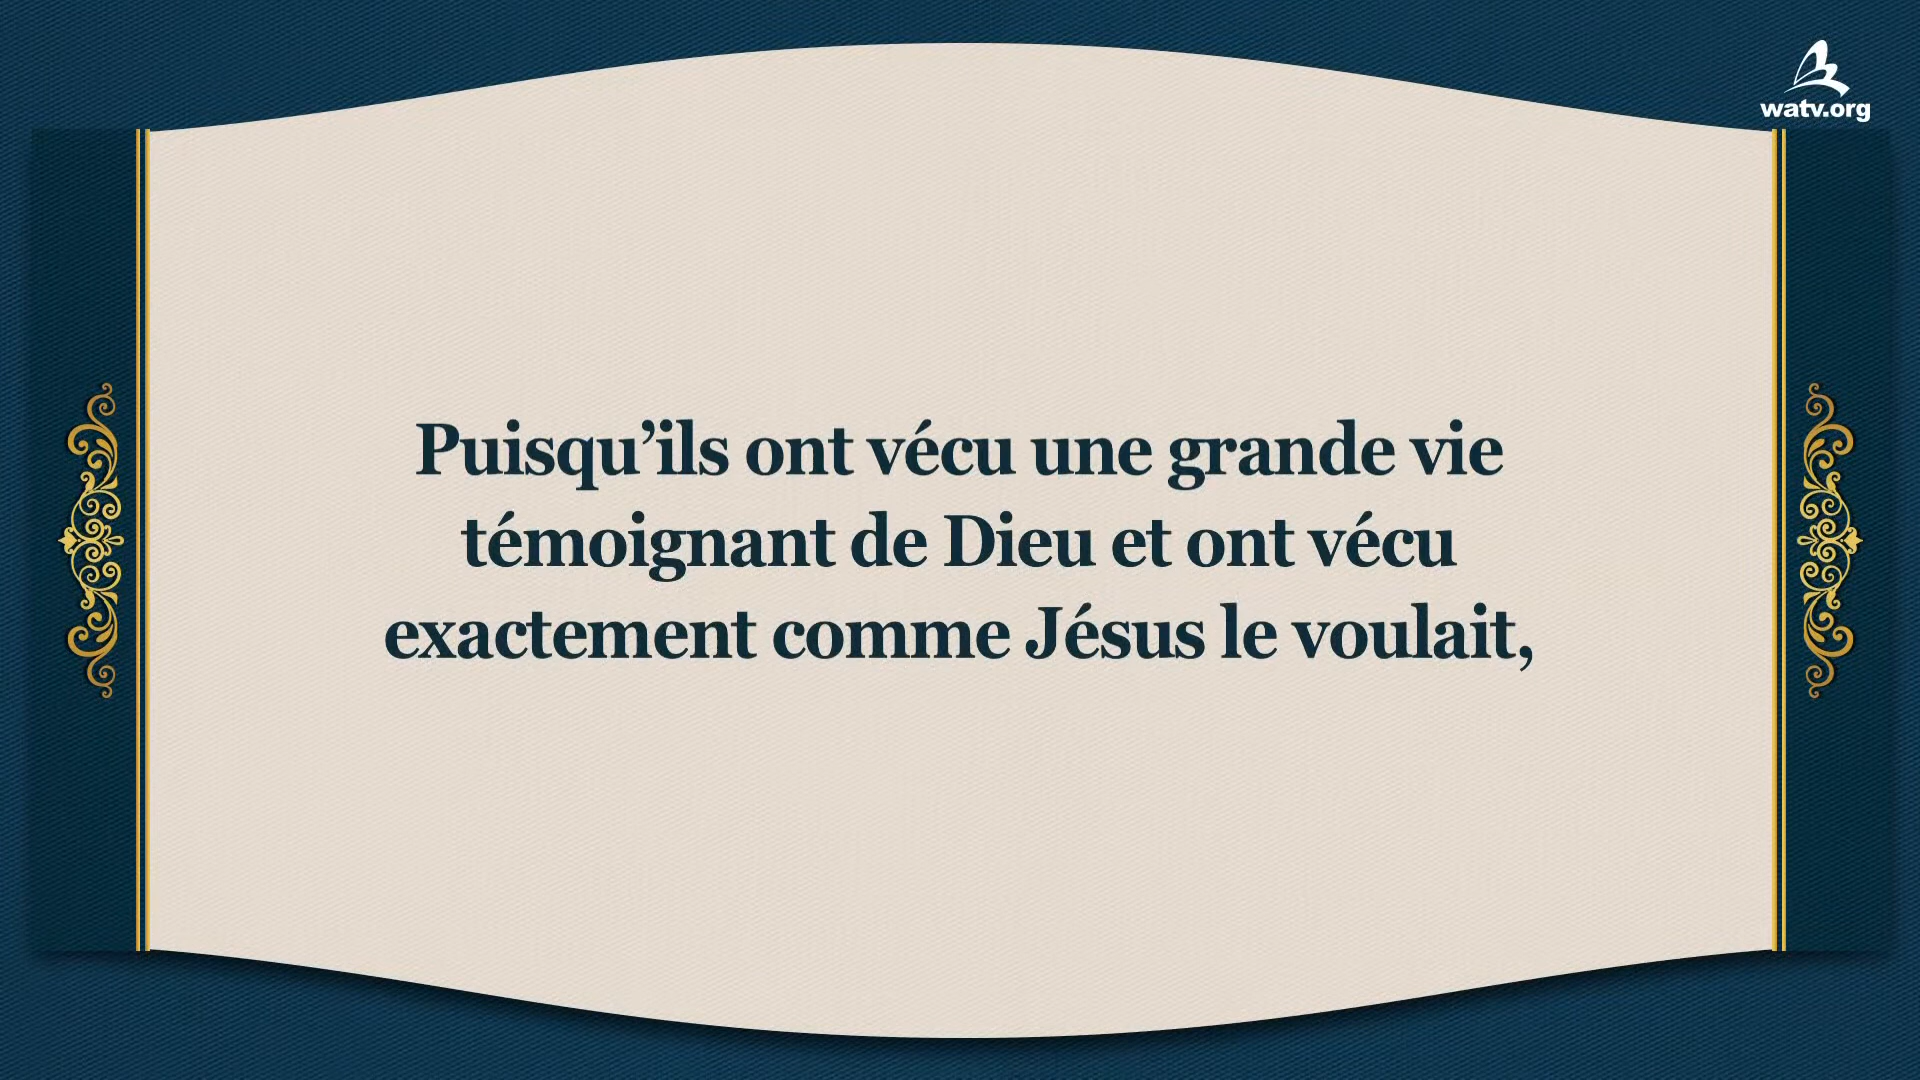 watv.org
Puisqu’ils ont vécu une grande vie
témoignant de Dieu et ont vécu
exactement comme Jésus le voulait,